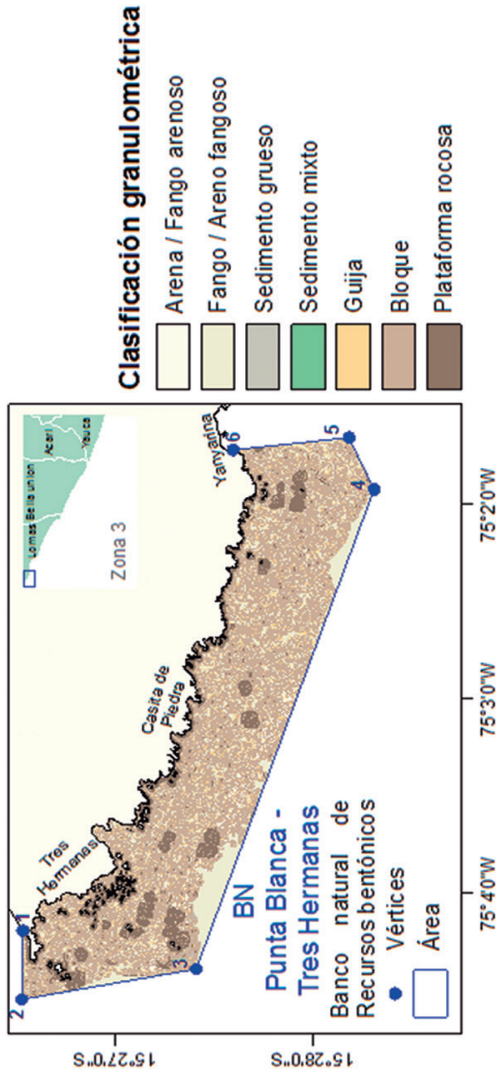 Clasificación granulométrica
Arena / Fango arenoso
Fango / Areno fangoso
Sedimento grueso
Sedimento mixto
Guija
Bloque
Plataforma rocosa
Lomas Bella union
Acari
Yauca
Zona 3
Tres
Hermanas
Casita de
Piedra
Yanyarina
1
2
3
4
5
6
BN
Punta Blanca -
Tres Hermanas
Banco natural de
Recursos bentónicos
Vértices
Área
15°27'0"S
15°28'0"S
75°4'0"W
75°3'0"W
75°2'0"W